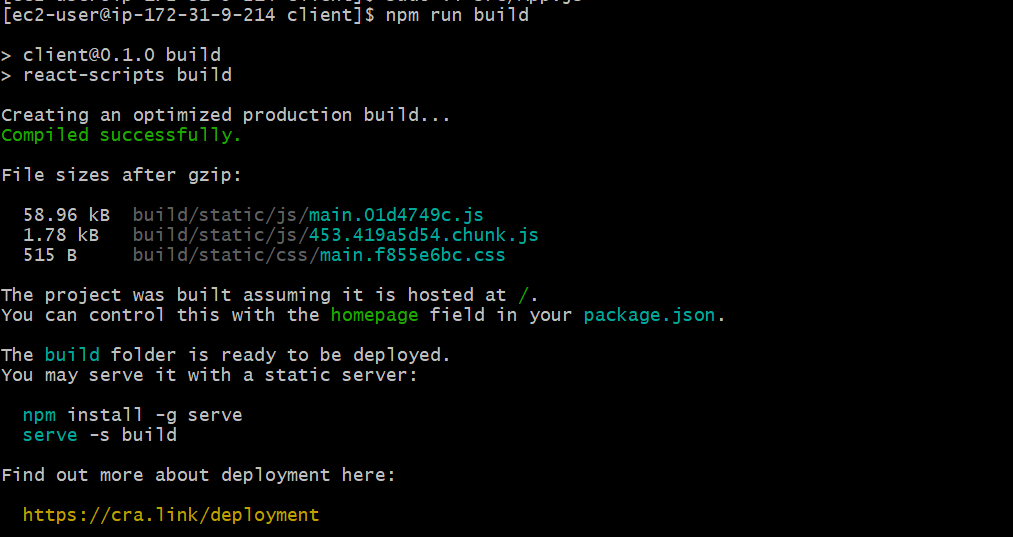 [ec2-user@ip-172-31-9-214 client]$ npm run build
> client@0.1.0 build
> react-scripts build
Creating an optimized production build...
Compiled successfully.
File sizes after gzip:
58.96 kB build/static/js/main.01d4749c.js
1.78 kB build/static/js/453.419a5d54.chunk.js
515 B build/static/css/main.f855e6bc.css
The project was built assuming it is hosted at /.
You can control this with the homepage field in your package.json.
The build folder is ready to be deployed.
You may serve it with a static server:
npm install -g serve
serve -s build
Find out more about deployment here:
https://cra.link/deployment